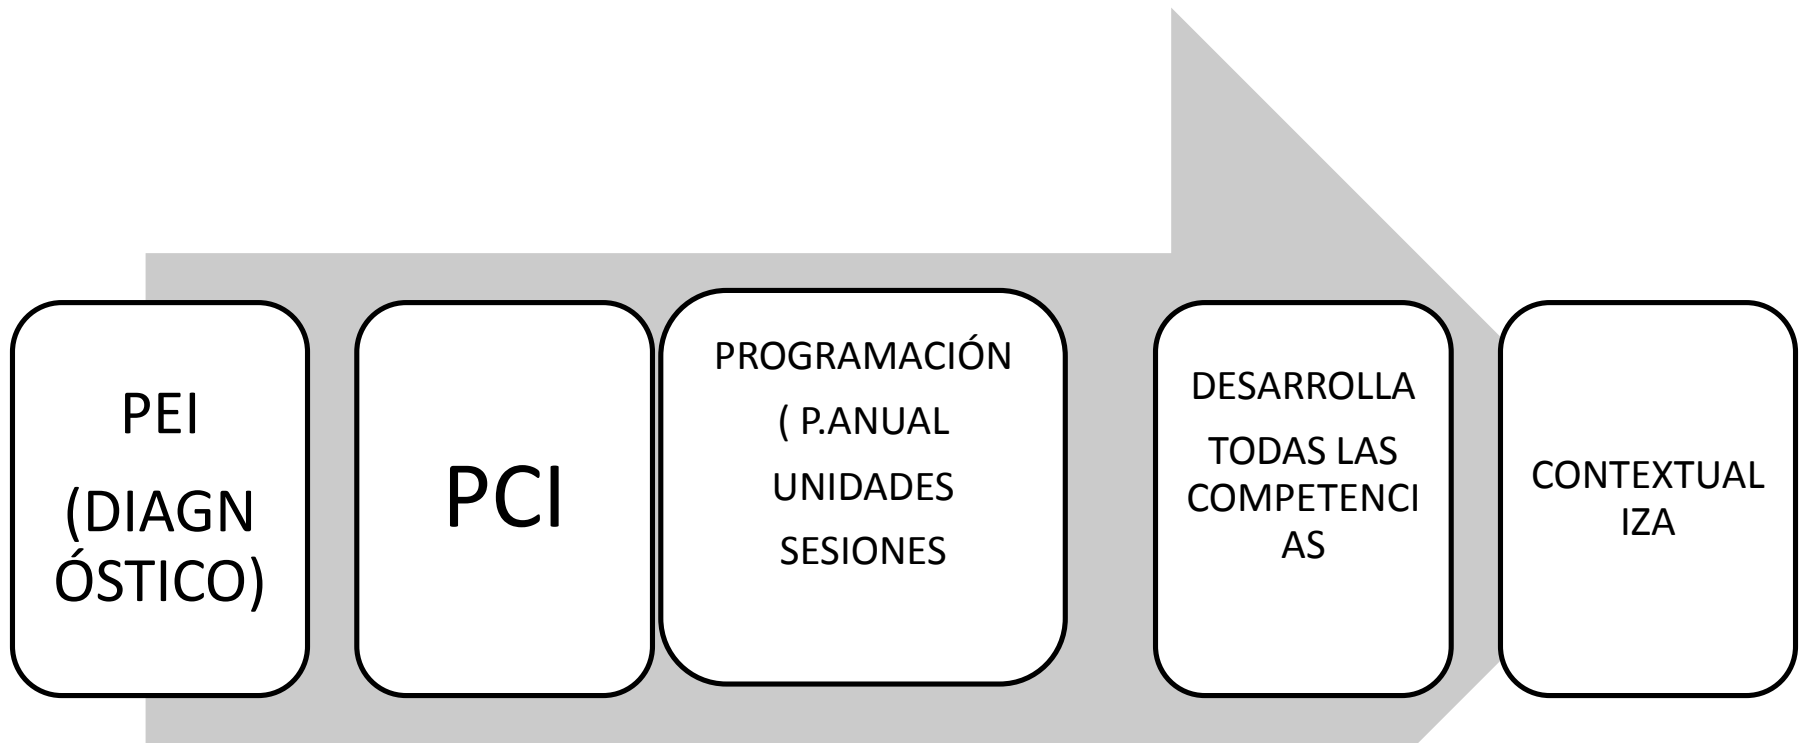 PEI
(DIAGN
ÓSTICO)
PCI
PROGRAMACIÓN
( P.ANUAL
UNIDADES
SESIONES
DESARROLLA
TODAS LAS
COMPETENCI
AS
CONTEXTUAL
IZA